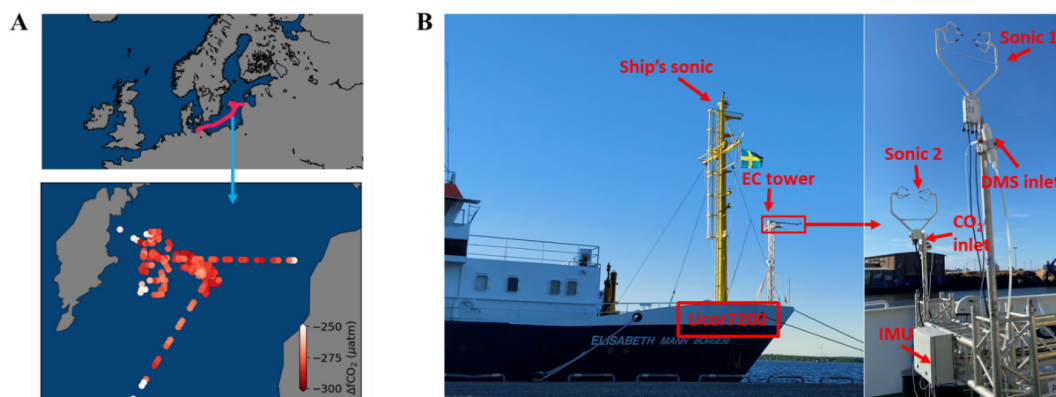 A
−250
−275
−300
ΔfCO₂ (μatm)
B
Ship's sonic
EC tower
Licor7200
ELISABETH MANN BORGESE
Sonic 1
Sonic 2
DMS inlet
CO₂
inlet
IMU